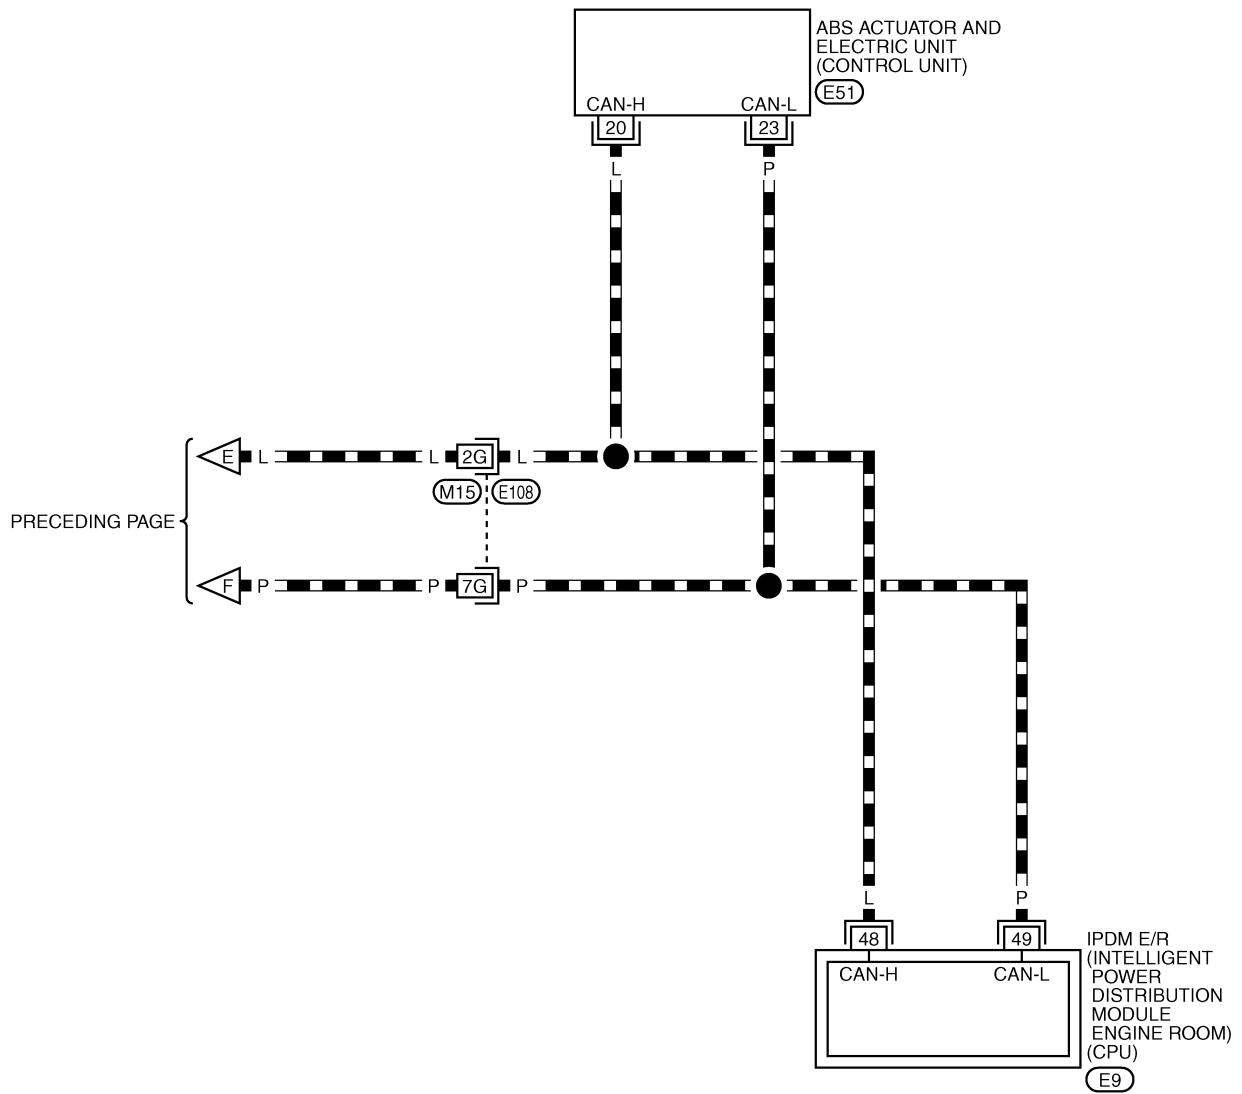 ABS ACTUATOR AND
ELECTRIC UNIT
(CONTROL UNIT)
E51
CAN-H
CAN-L
20
23
L
P
E
L
L
2G
L
M15
E108
PRECEDING PAGE
F
P
P
7G
P
L
P
48
49
CAN-H
CAN-L
IPDM E/R
(INTELLIGENT
POWER
DISTRIBUTION
MODULE
ENGINE ROOM)
(CPU)
E9